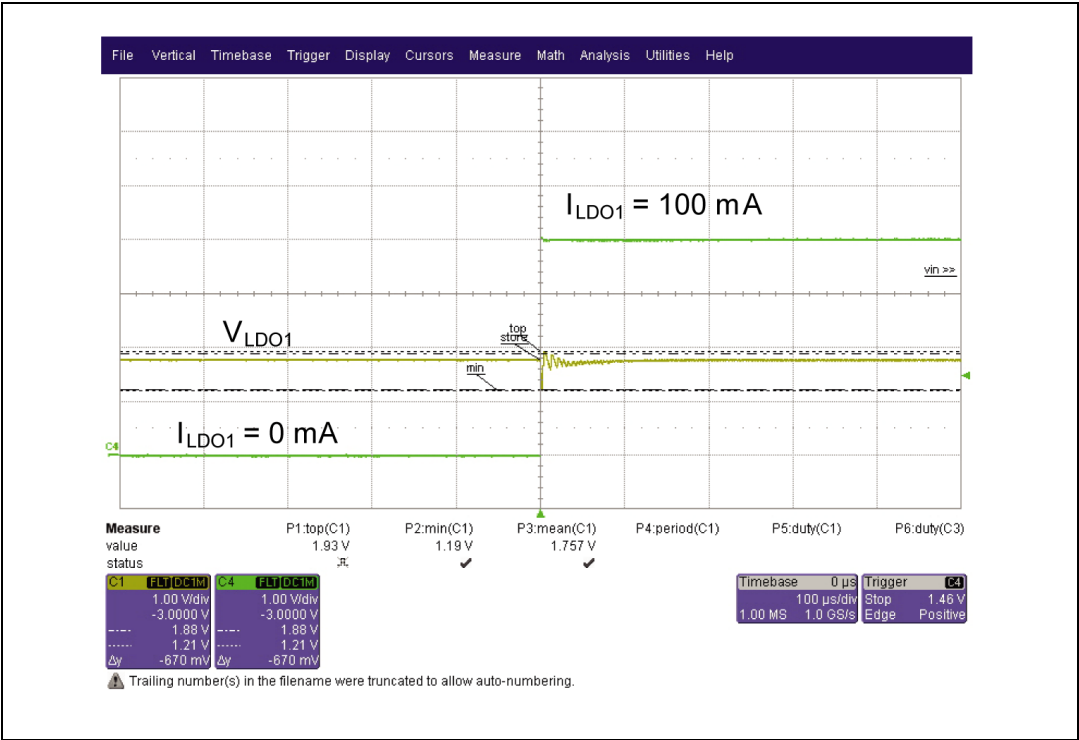 File Vertical Timebase Trigger Display Cursors Measure Math Analysis Utilities Help
I LDO1 = 100 mA
vin >>
V LDO1
top
store
min
I LDO1 = 0 mA
C4
Measure P1:top(C1) P2:min(C1) P3:mean(C1) P4:period(C1) P5:duty(C1) P6:duty(C3)
value 1.93 V 1.19 V 1.757 V
status
C1 FLT DC1M C4 FLT DC1M Timebase 0 µs Trigger C4
1.00 V/div 1.00 V/div 100 µs/div Stop 1.46 V
-3.0000 V -3.0000 V 1.00 MS 1.0 GS/s Edge Positive
1.88 V 1.88 V
1.21 V 1.21 V
Δy -670 mV Δy -670 mV
Trailing number(s) in the filename were truncated to allow auto-numbering.